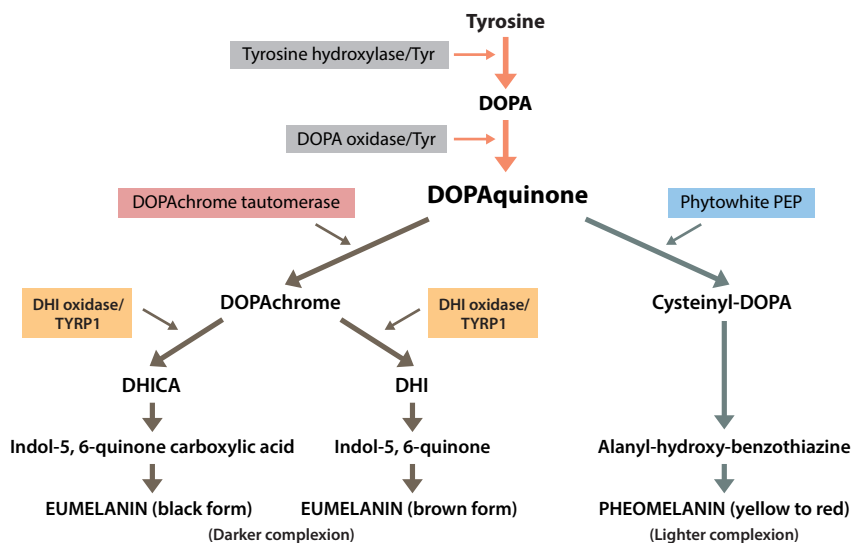 Tyrosine
Tyrosine hydroxylase/Tyr
DOPA
DOPA oxidase/Tyr
DOPAquinone
DOPAchrome tautomerase
Phytowhite PEP
DHI oxidase/
TYRP1
DOPAchrome
DHI oxidase/
TYRP1
Cysteinyl-DOPA
DHICA
DHI
Indol-5, 6-quinone carboxylic acid
Indol-5, 6-quinone
Alanyl-hydroxy-benzothiazine
EUMELANIN (black form)
EUMELANIN (brown form)
PHEOMELANIN (yellow to red)
(Darker complexion)
(Lighter complexion)